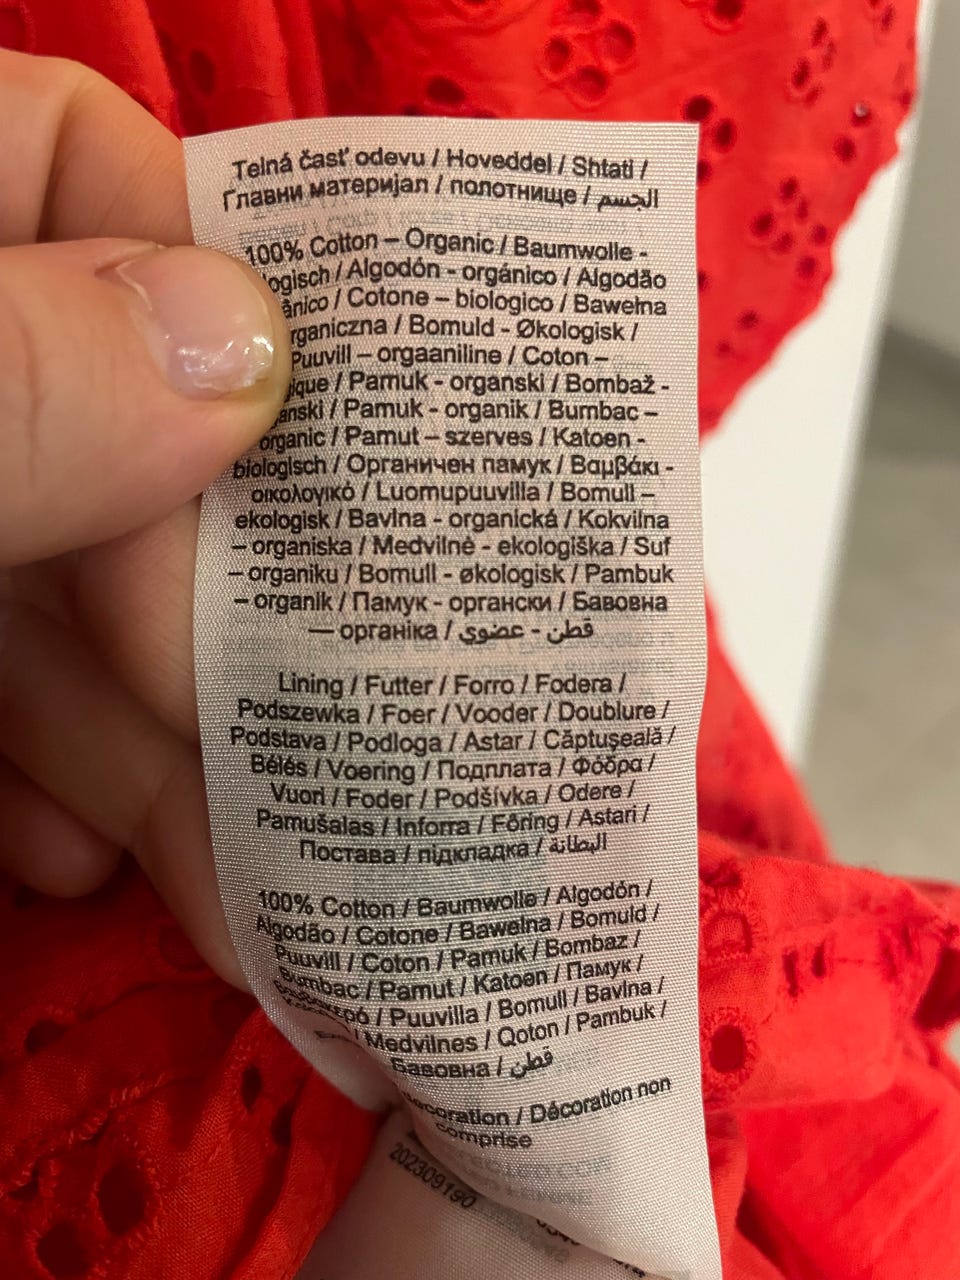 Telná časť odevu / Hoveddel / Shtati /
Главни материјал / полотнище / الجسم
100% Cotton – Organic / Baumwolle -
/ Algodón - orgánico / Algodão
/ Cotone – biologico / Bawełna
/ Bomuld - Økologisk /
Puuvill – orgaaniline / Coton –
/ Pamuk - organski / Bombaž -
/ Pamuk - organik / Bumbac –
organic / Pamut – szerves / Katoen -
biologisch / Органичен памук / Βαμβάκι -
οικολογικό / Luomupuuvilla / Bomull –
ekologisk / Bavlna - organická / Kokvilna
– organiska / Medvilnė - ekologiška / Suf
– organiku / Bomull - økologisk / Pambuk
– organik / Памук - органски / Бавовна
— органіка / قطن - عضوي
Lining / Futter / Forro / Fodera /
Podszewka / Foer / Vooder / Doublure /
Podstava / Podloga / Astar / Căptușeală /
Bélés / Voering / Подплата / Φόδρα /
Vuori / Foder / Podšívka / Odere /
Pamušalas / Inforra / Fôring / Astari /
Постава / підкладка / البطانة
100% Cotton / Baumwolle / Algodón /
Algodão / Cotone / Bawełna / Bomuld /
Puuvill / Coton / Pamuk / Bombaz /
Bumbac / Pamut / Katoen / Памук /
/ Puuvilla / Bomull / Bavlna /
/ Medvilnes / Qoton / Pambuk /
Бавовна / قطن
/ Décoration non
comprise
202309190